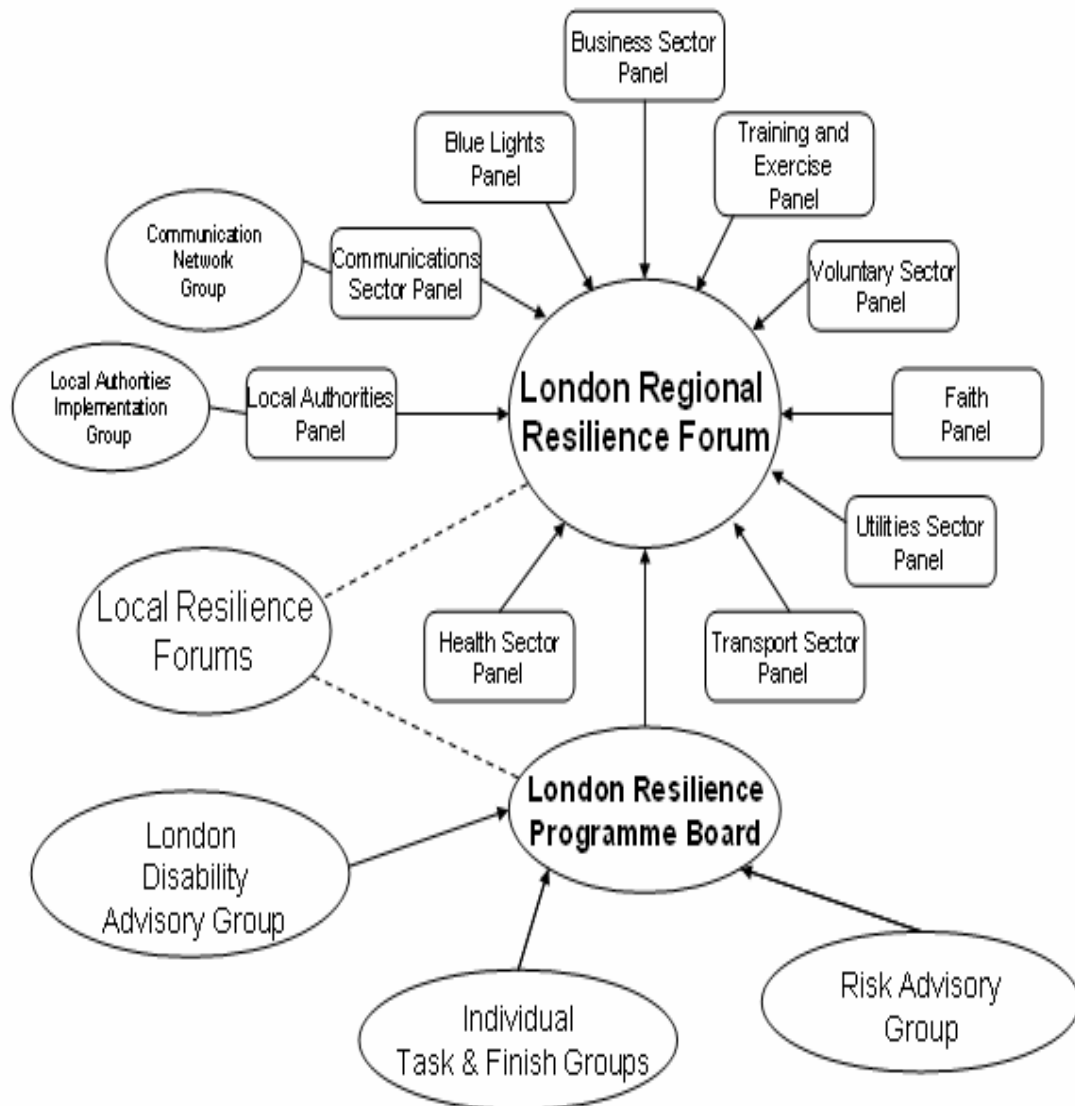 Business Sector
Panel
Blue Lights
Panel
Training and
Exercise
Panel
Communication
Network
Group
Communications
Sector Panel
Voluntary Sector
Panel
Local Authorities
Implementation
Group
Local Authorities
Panel
London Regional
Resilience Forum
Faith
Panel
Utilities Sector
Panel
Local Resilience
Forums
Health Sector
Panel
Transport Sector
Panel
London Resilience
Programme Board
London
Disability
Advisory Group
Individual
Task & Finish Groups
Risk Advisory
Group